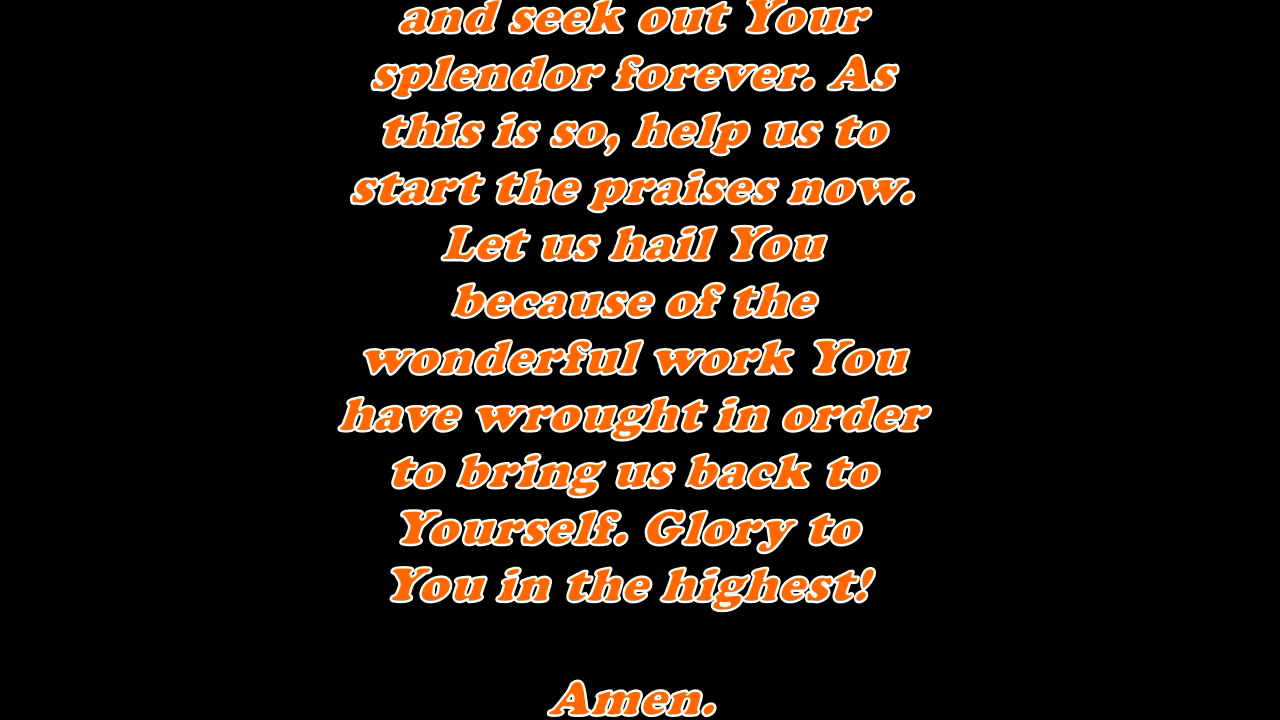 and seek out Your
splendor forever. As
this is so, help us to
start the praises now.
Let us hail You
because of the
wonderful work You
have wrought in order
to bring us back to
Yourself. Glory to
You in the highest!
Amen.